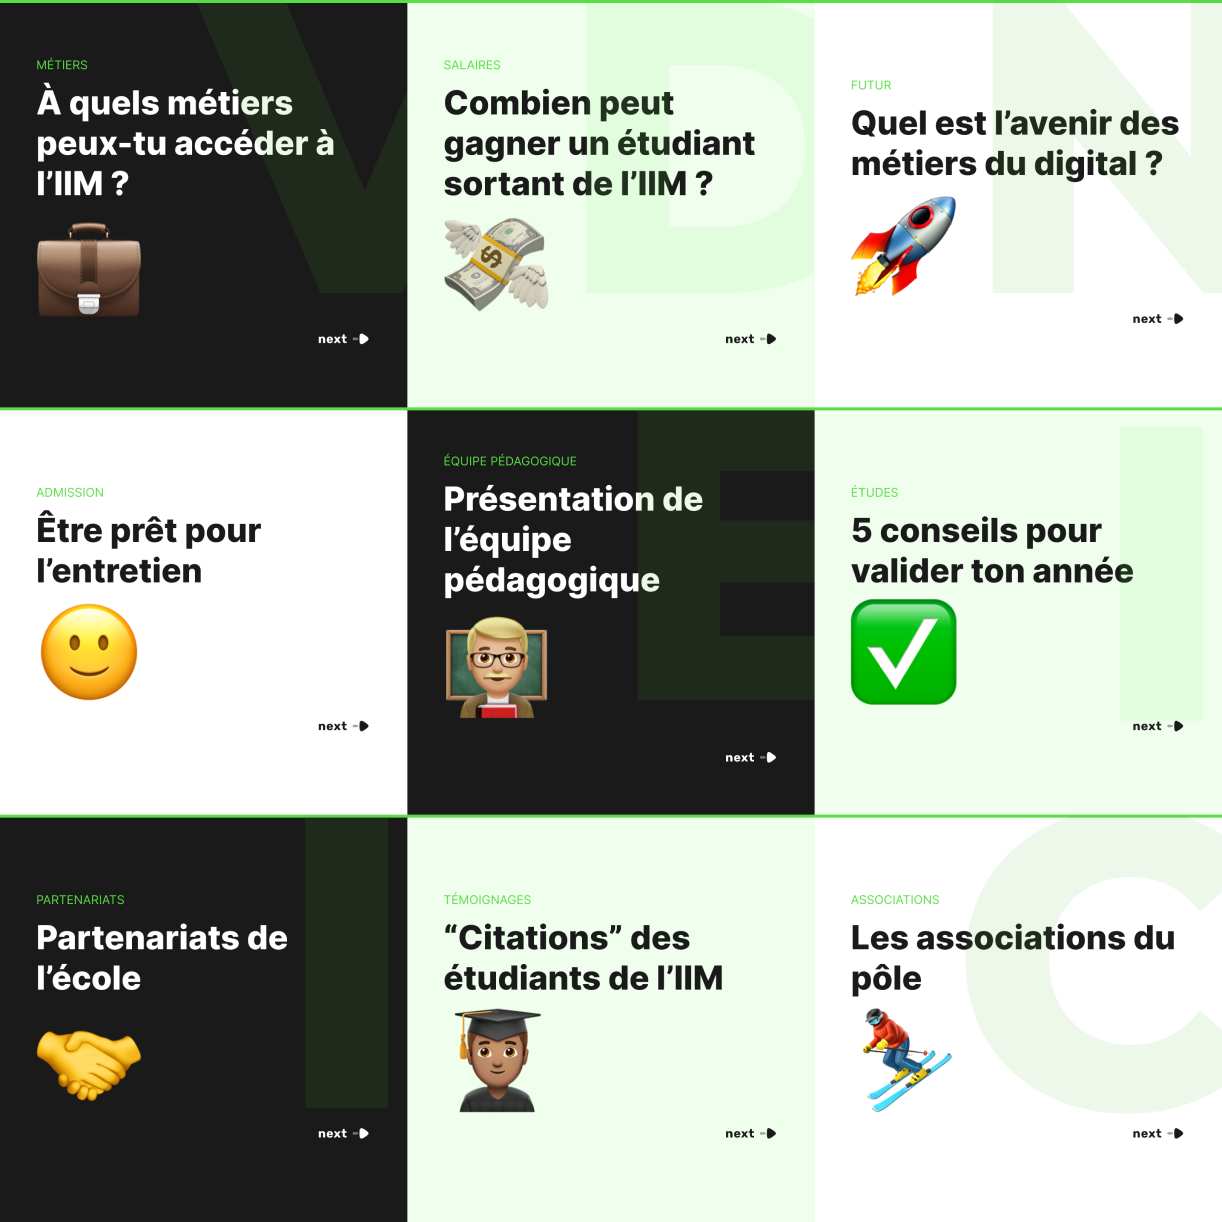 MÉTIERS
À quels métiers
peux-tu accéder à
l’IIM ?
next
SALAIRES
Combien peut
gagner un étudiant
sortant de l’IIM ?
next
FUTUR
Quel est l’avenir des
métiers du digital ?
next
ADMISSION
Être prêt pour
l’entretien
next
ÉQUIPE PÉDAGOGIQUE
Présentation de
l’équipe
pédagogique
next
ÉTUDES
5 conseils pour
valider ton année
next
PARTENARIATS
Partenariats de
l’école
next
TÉMOIGNAGES
“Citations” des
étudiants de l’IIM
next
ASSOCIATIONS
Les associations du
pôle
next
V
D
N
E
I
I
C